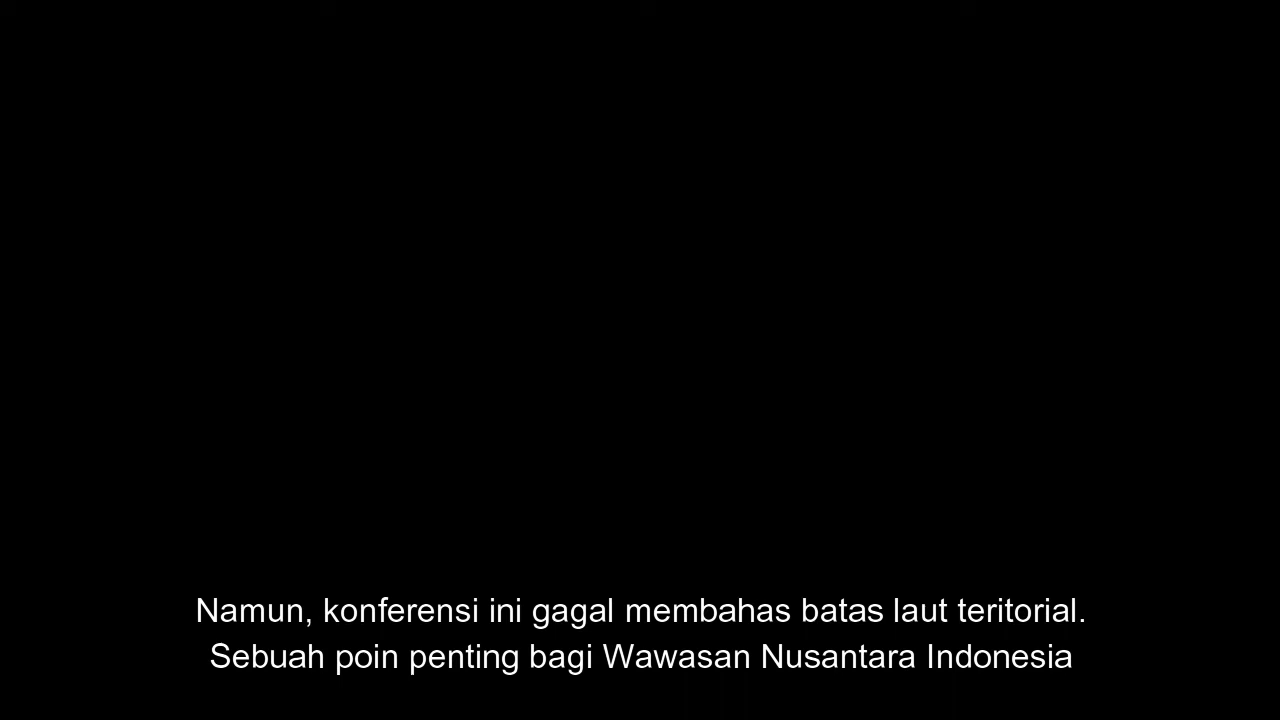 Namun, konferensi ini gagal membahas batas laut teritorial.
Sebuah poin penting bagi Wawasan Nusantara Indonesia